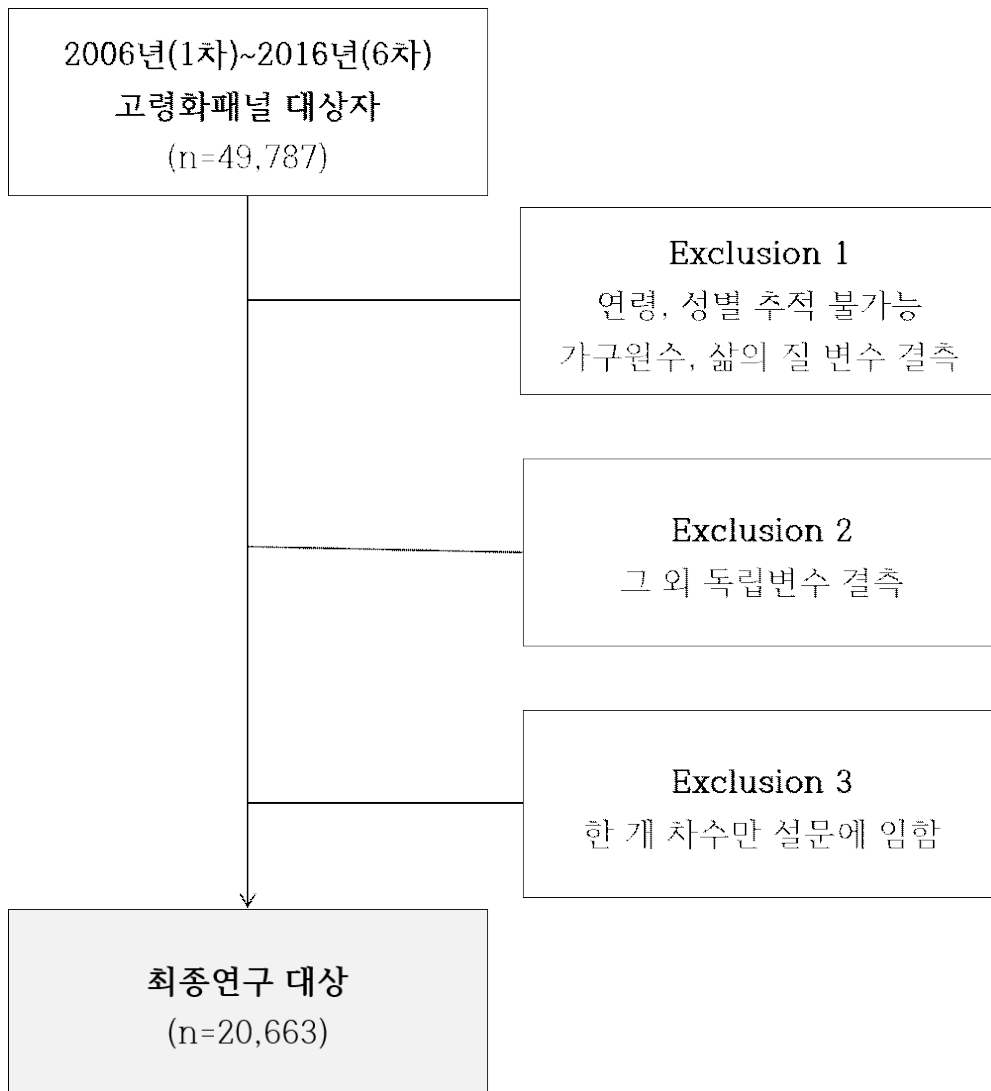 2006년(1차)~2016년(6차)
고령화패널 대상자
(n=49,787)
Exclusion 1
연령, 성별 추적 불가능
가구원수, 삶의 질 변수 결측
Exclusion 2
그 외 독립변수 결측
Exclusion 3
한 개 차수만 설문에 임함
최종연구 대상
(n=20,663)